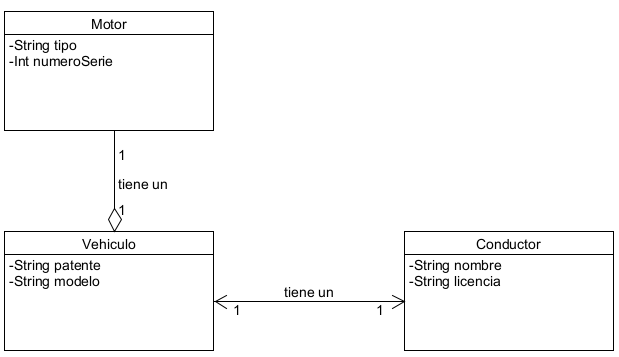 Motor
-String tipo
-Int numeroSerie
1
tiene un
1
Vehiculo
-String patente
-String modelo
tiene un
1
1
Conductor
-String nombre
-String licencia